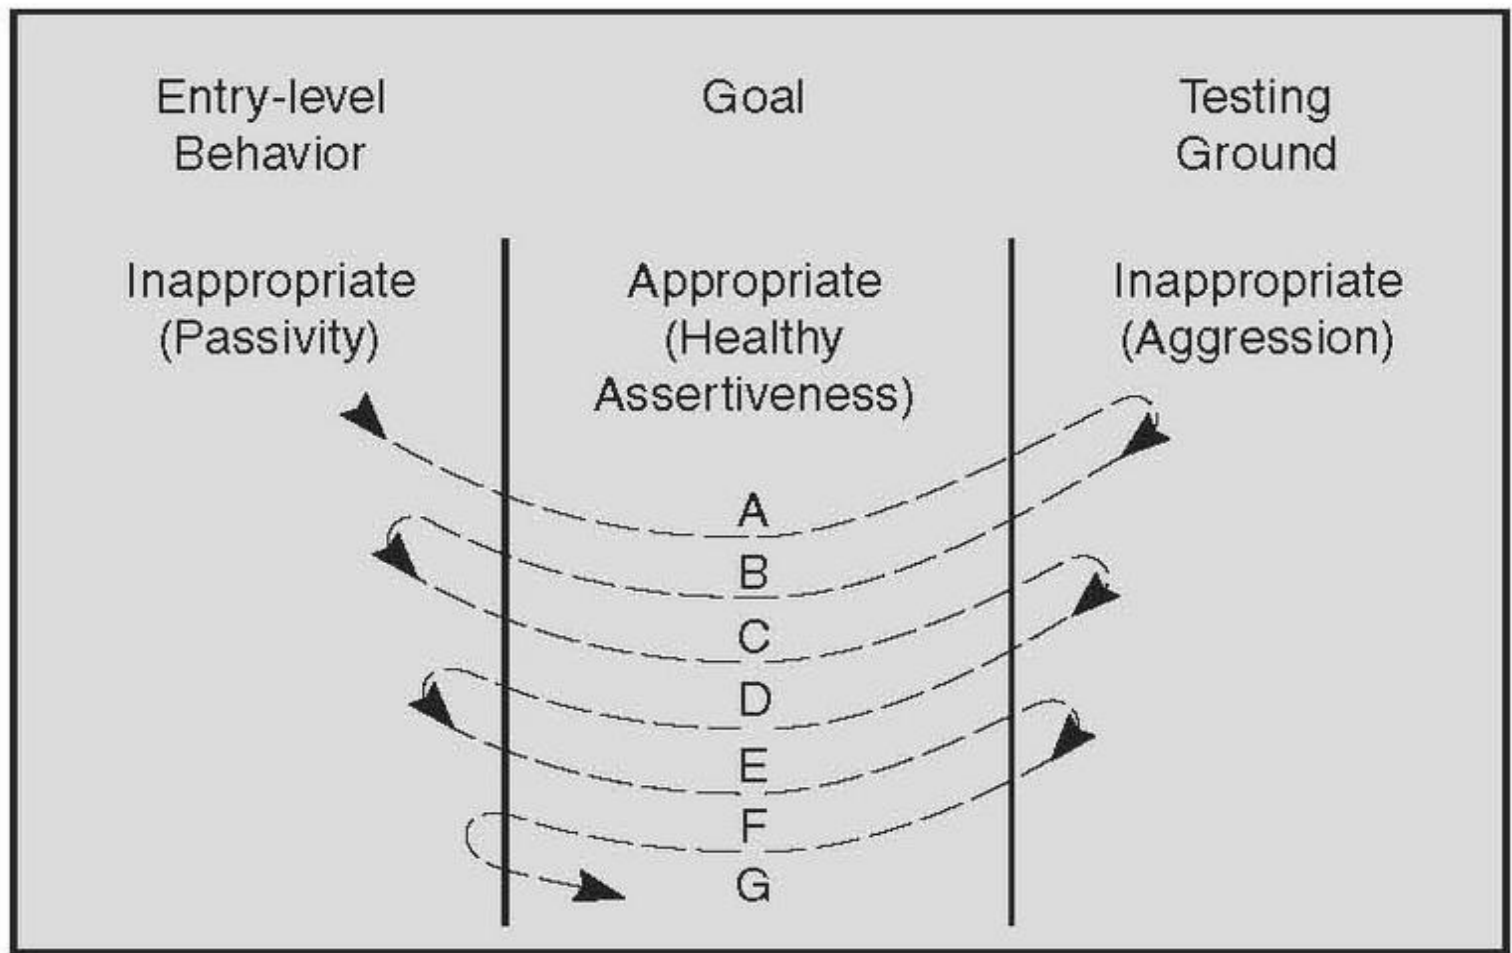 Entry-level
Behavior
Goal
Testing
Ground
Inappropriate
(Passivity)
Appropriate
(Healthy
Assertiveness)
Inappropriate
(Aggression)
A
B
C
D
E
F
G